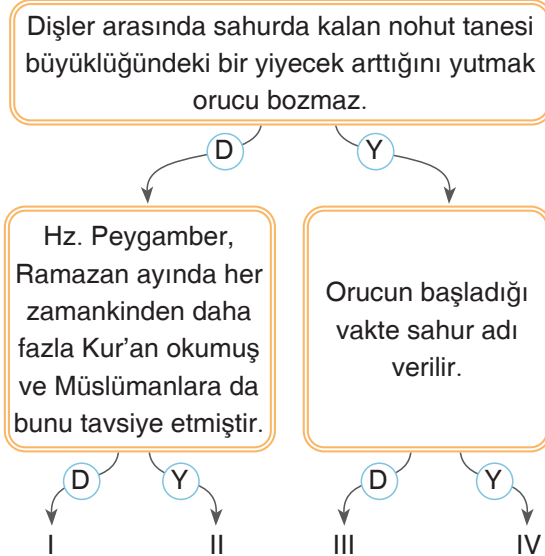 Dişler arasında sahurda kalan nohut tanesi
büyüklüğündeki bir yiyecek arttığını yutmak
orucu bozmaz.
D
Y
Hz. Peygamber,
Ramazan ayında her
zamankinden daha
fazla Kur’an okumuş
ve Müslümanlara da
bunu tavsiye etmiştir.
Orucun başladığı
vakte sahur adı
verilir.
D
Y
D
Y
I
II
III
IV